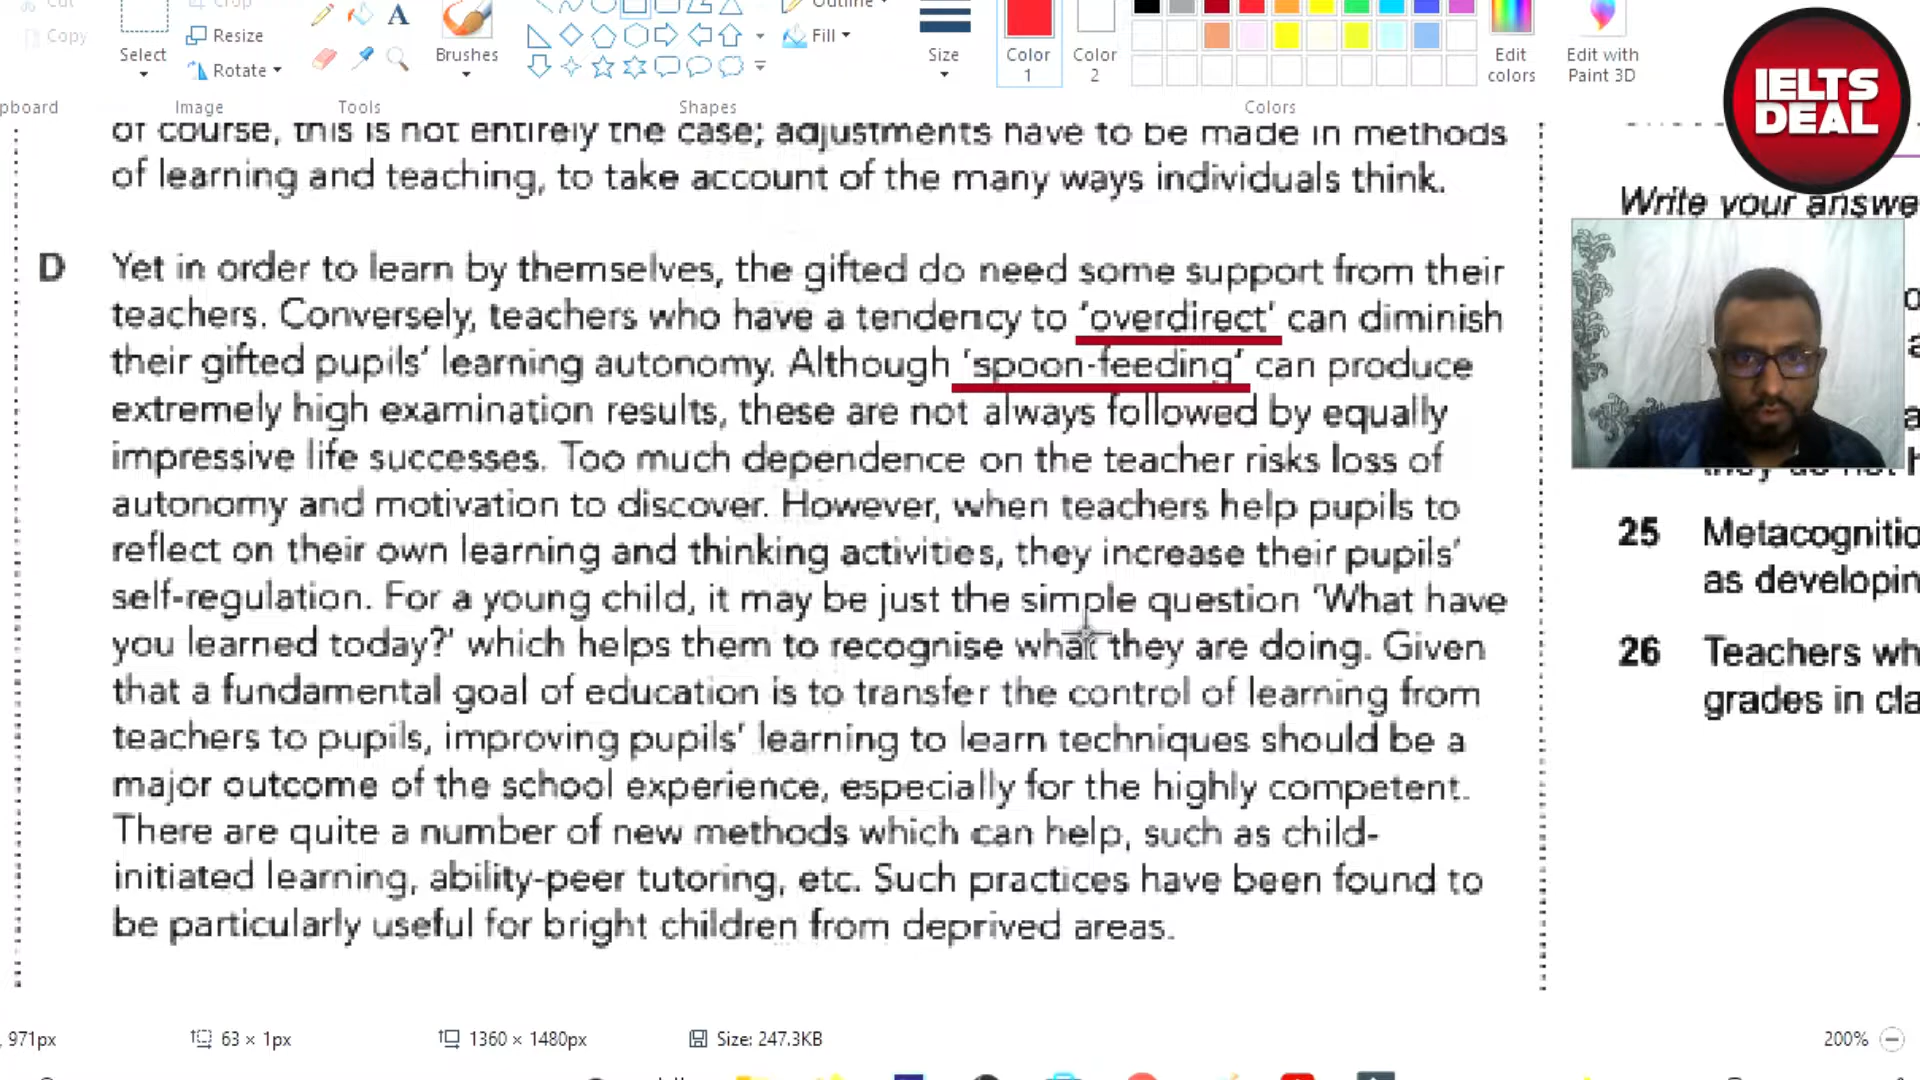 Cut
Crop
Outline
Copy
Resize
A
Select
Rotate
Brushes
Fill
Size
Color
1
Color
2
Edit
colors
Edit with
Paint 3D
pboard
Image
Tools
Shapes
Colors
IELTS
DEAL
of course, this is not entirely the case; adjustments have to be made in methods
of learning and teaching, to take account of the many ways individuals think.
D Yet in order to learn by themselves, the gifted do need some support from their
teachers. Conversely, teachers who have a tendency to ‘overdirect’ can diminish
their gifted pupils’ learning autonomy. Although ‘spoon-feeding’ can produce
extremely high examination results, these are not always followed by equally
impressive life successes. Too much dependence on the teacher risks loss of
autonomy and motivation to discover. However, when teachers help pupils to
reflect on their own learning and thinking activities, they increase their pupils’
self-regulation. For a young child, it may be just the simple question ‘What have
you learned today?’ which helps them to recognise what they are doing. Given
that a fundamental goal of education is to transfer the control of learning from
teachers to pupils, improving pupils’ learning to learn techniques should be a
major outcome of the school experience, especially for the highly competent.
There are quite a number of new methods which can help, such as child-
initiated learning, ability-peer tutoring, etc. Such practices have been found to
be particularly useful for bright children from deprived areas.
Write your answe
they do not h
25 Metacognitio
as developin
26 Teachers wh
grades in cla
, 971px
63 × 1px
1360 × 1480px
Size: 247.3KB
200%